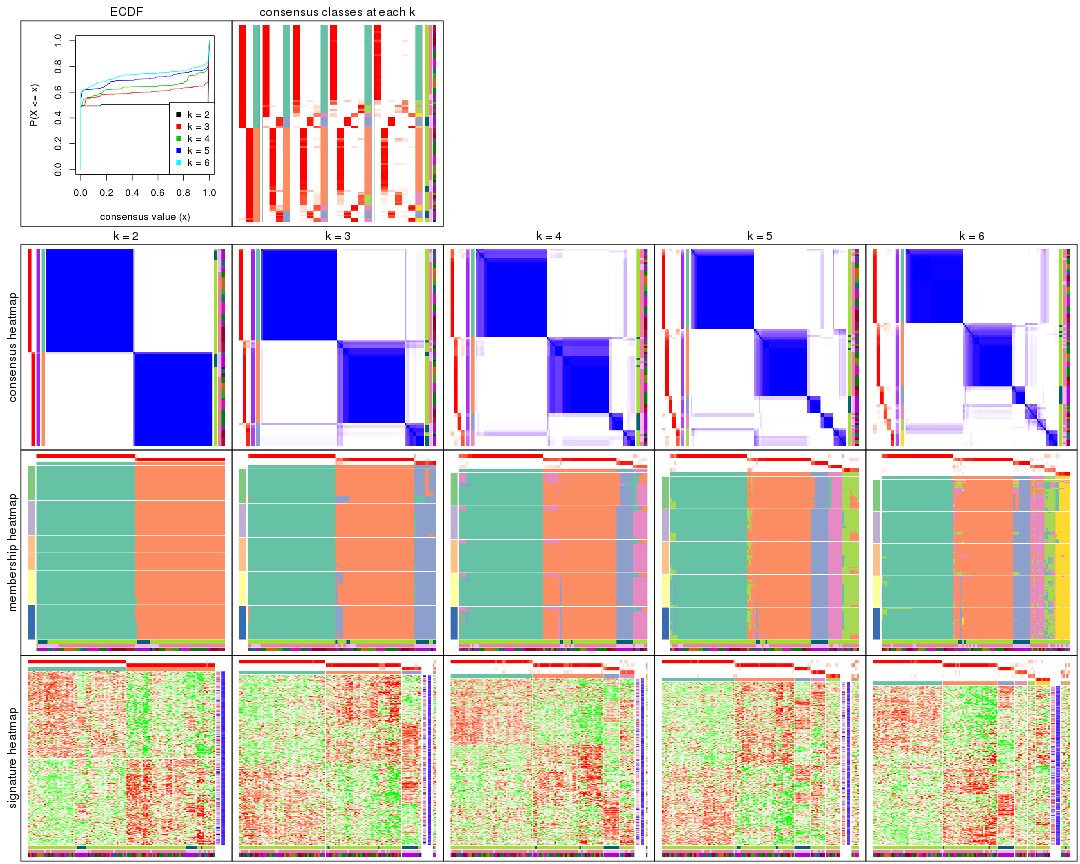 ECDF
consensus classes at each k
P(X <= x)
1.0
0.8
0.6
0.4
0.2
0.0
k = 2
k = 3
k = 4
k = 5
k = 6
0.0 0.2 0.4 0.6 0.8 1.0
consensus value (x)
k = 2 k = 3 k = 4 k = 5 k = 6
consensus heatmap
membership heatmap
signature heatmap